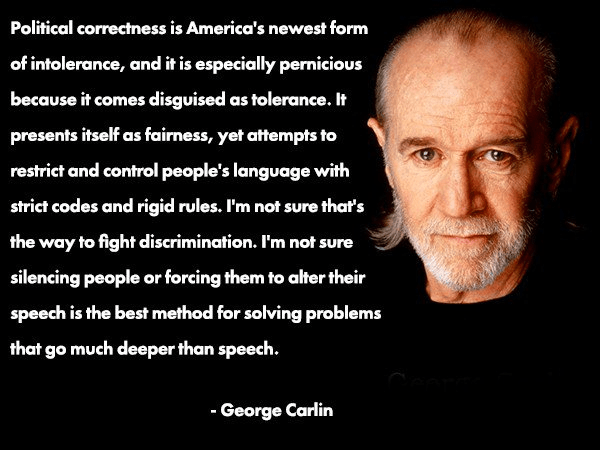 Political correctness is America's newest form
of intolerance, and it is especially pernicious
because it comes disguised as tolerance. It
presents itself as fairness, yet attempts to
restrict and control people's language with
strict codes and rigid rules. I'm not sure that's
the way to fight discrimination. I'm not sure
silencing people or forcing them to alter their
speech is the best method for solving problems
that go much deeper than speech.
- George Carlin